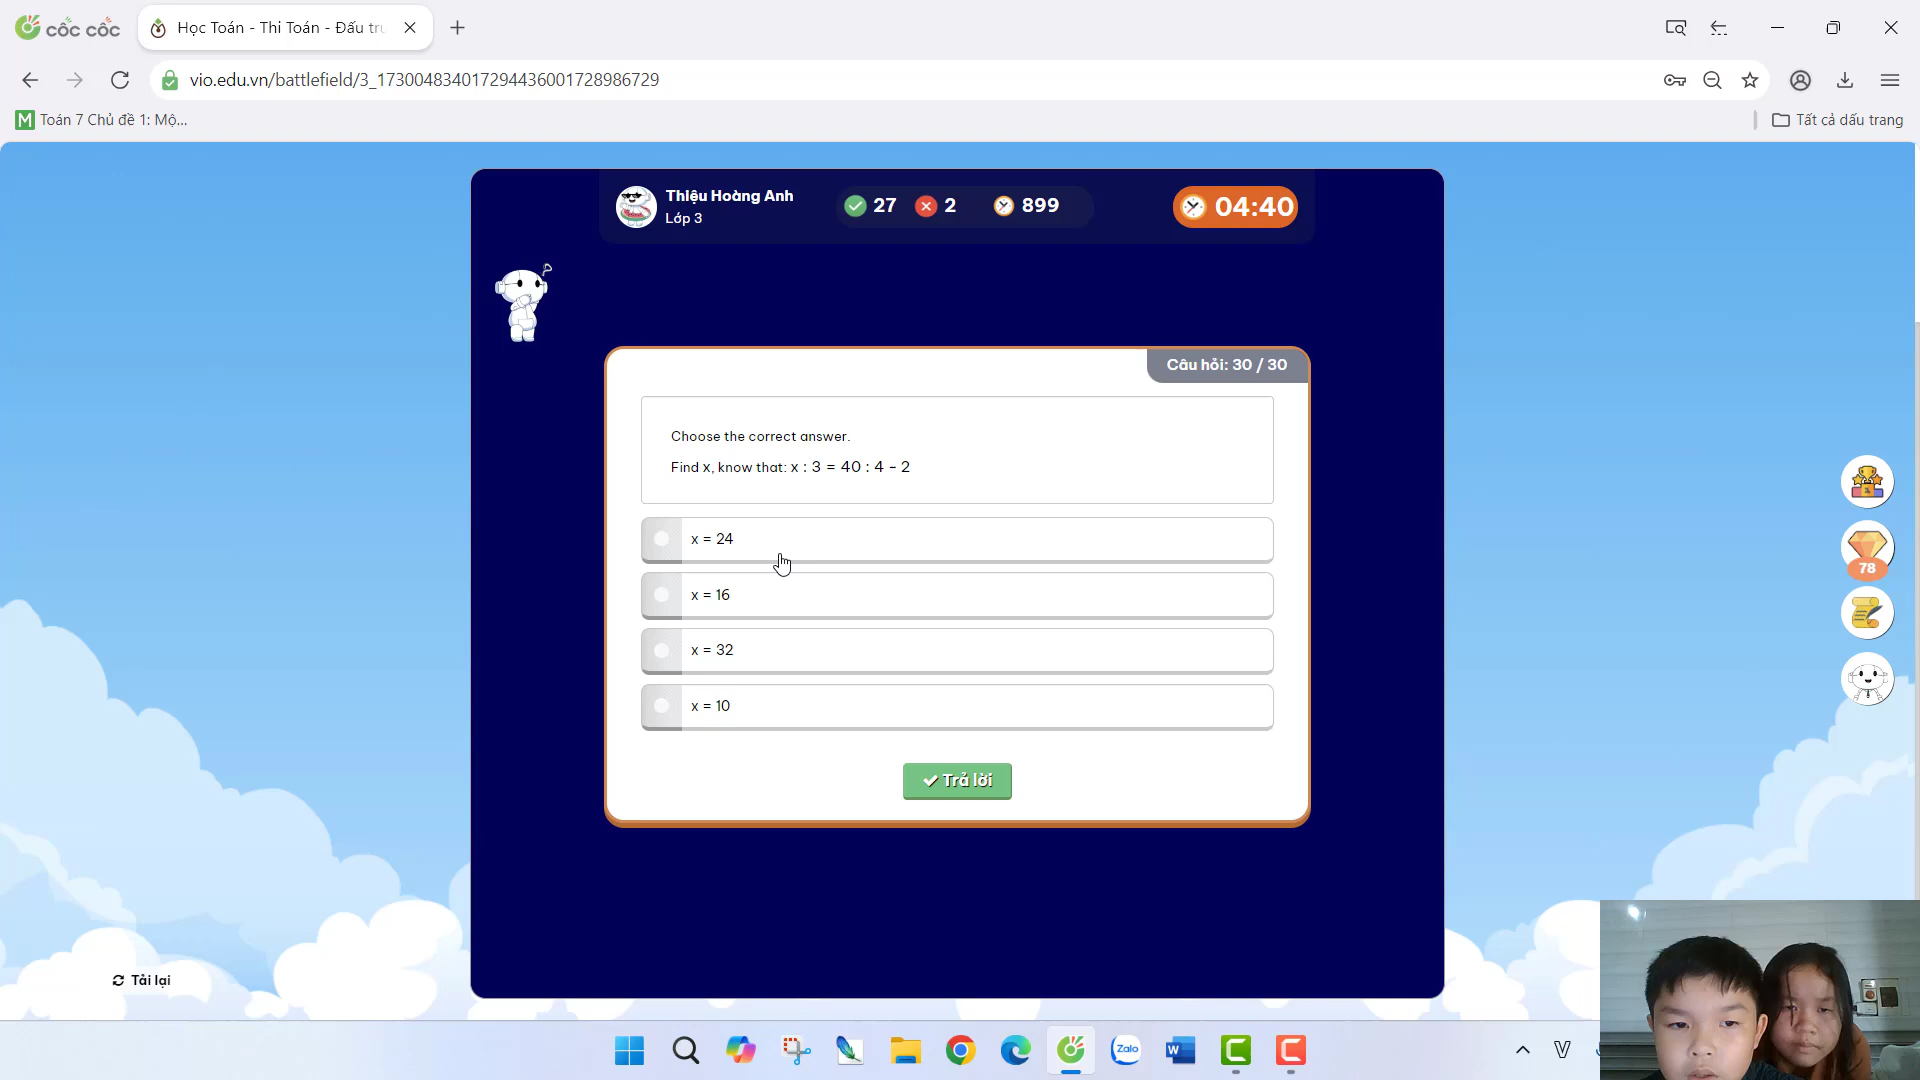 cốc cốc
Học Toán - Thi Toán - Đấu trư
vio.edu.vn/battlefield/3_173004834017294436001728986729
M Toán 7 Chủ đề 1: Mộ...
Tất cả dấu trang
Thiệu Hoàng Anh
Lớp 3
27
2
899
04:40
Câu hỏi: 30 / 30
Choose the correct answer.
Find x, know that: x : 3 = 40 : 4 - 2
x = 24
x = 16
x = 32
x = 10
Trả lời
78
Tải lại
Zalo